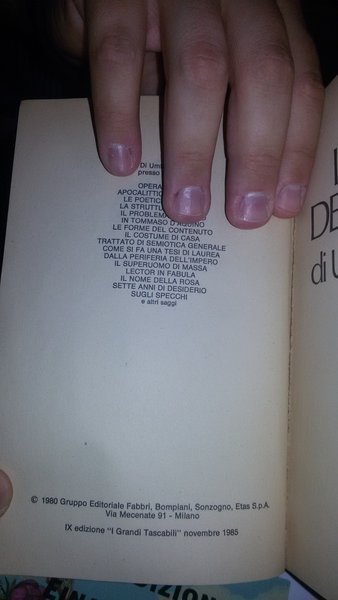 Di Um
presso
OPERA
APOCALITTIC
LE POETIC
LA STRUTTU
IL PROBLEMA
IN TOMMASO D'AQUINO
LE FORME DEL CONTENUTO
IL COSTUME DI CASA
TRATTATO DI SEMIOTICA GENERALE
COME SI FA UNA TESI DI LAUREA
DALLA PERIFERIA DELL'IMPERO
IL SUPERUOMO DI MASSA
LECTOR IN FABULA
IL NOME DELLA ROSA
SETTE ANNI DI DESIDERIO
SUGLI SPECCHI
e altri saggi
© 1980 Gruppo Editoriale Fabbri, Bompiani, Sonzogno, Etas S.p.A.
Via Mecenate 91 - Milano
IX edizione "I Grandi Tascabili" novembre 1985
DE
di U